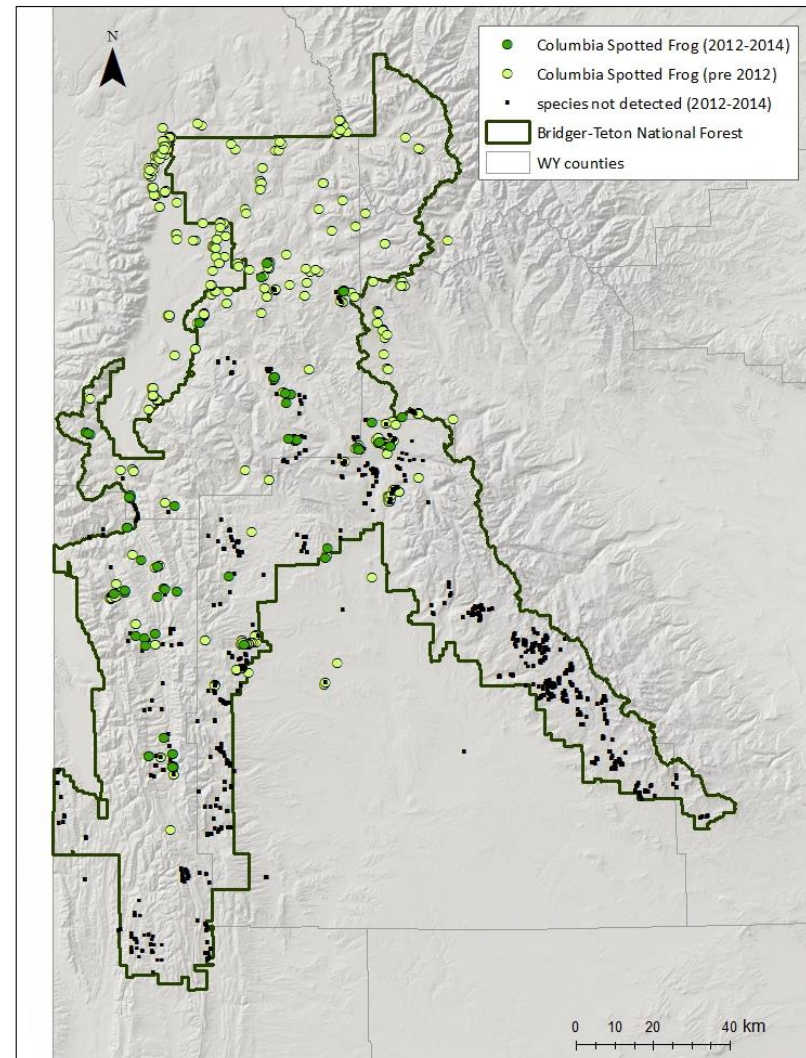 N
Columbia Spotted Frog (2012-2014)
Columbia Spotted Frog (pre 2012)
species not detected (2012-2014)
Bridger-Teton National Forest
WY counties
0 10 20 40 km